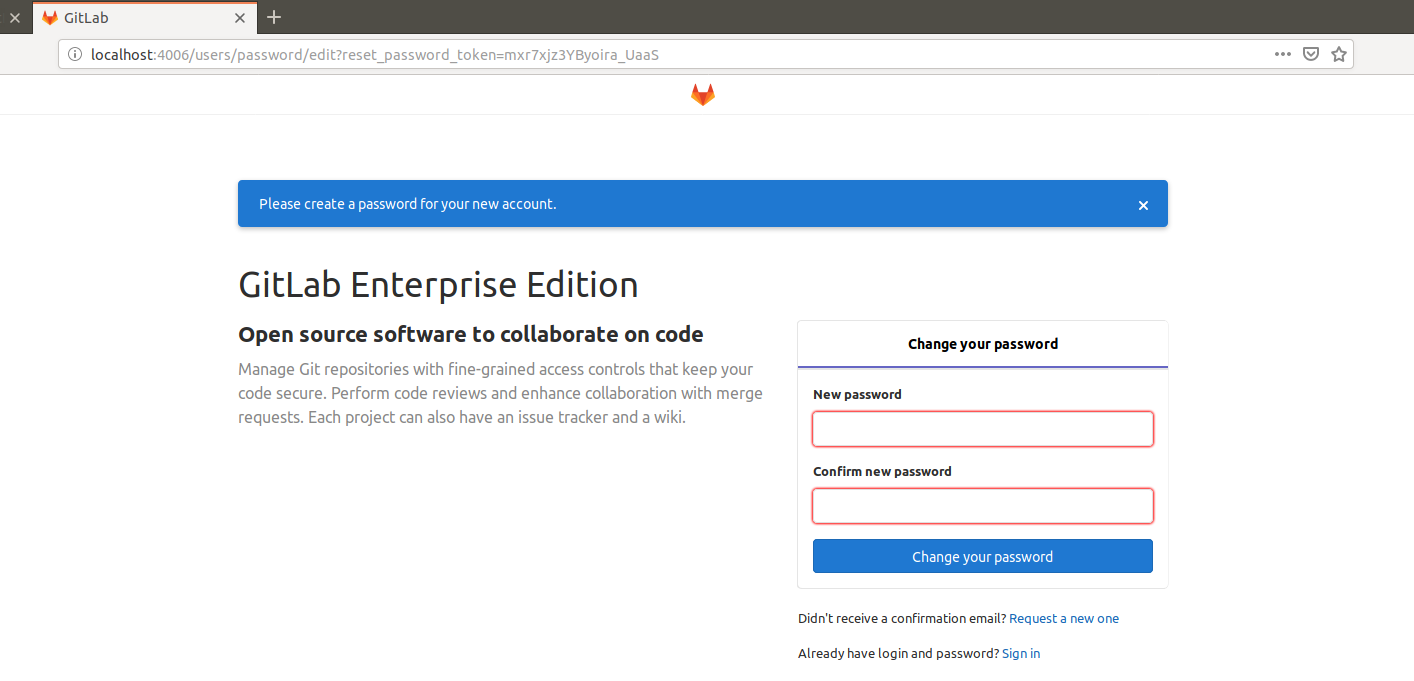 GitLab
localhost:4006/users/password/edit?reset_password_token=mxr7xjz3YByoira_UaaS
Please create a password for your new account.
GitLab Enterprise Edition
Open source software to collaborate on code
Manage Git repositories with fine-grained access controls that keep your
code secure. Perform code reviews and enhance collaboration with merge
requests. Each project can also have an issue tracker and a wiki.
Change your password
New password
Confirm new password
Change your password
Didn't receive a confirmation email? Request a new one
Already have login and password? Sign in